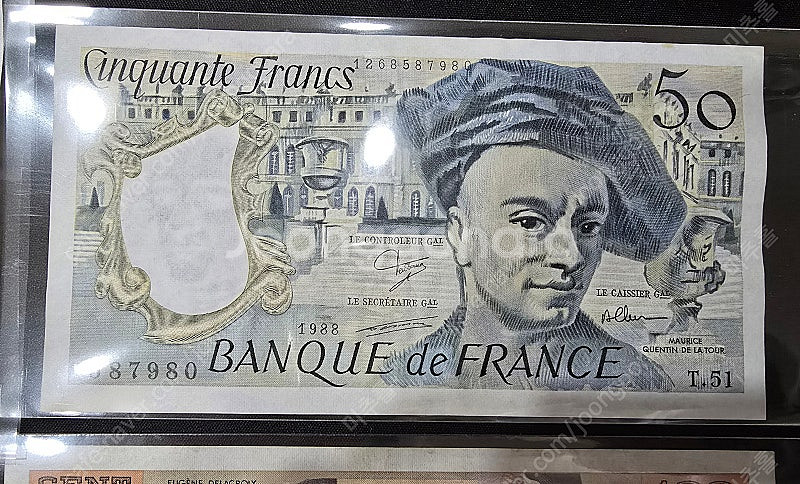 Cinquante Francs
1268587980
50
LE CONTROLEUR GAL
LE SECRÉTAIRE GAL
LE CAISSIER GAL
1988
MAURICE
QUENTIN-DE-LA-TOUR
BANQUE de FRANCE
87980
T.51
EUGÈNE DELACROIX